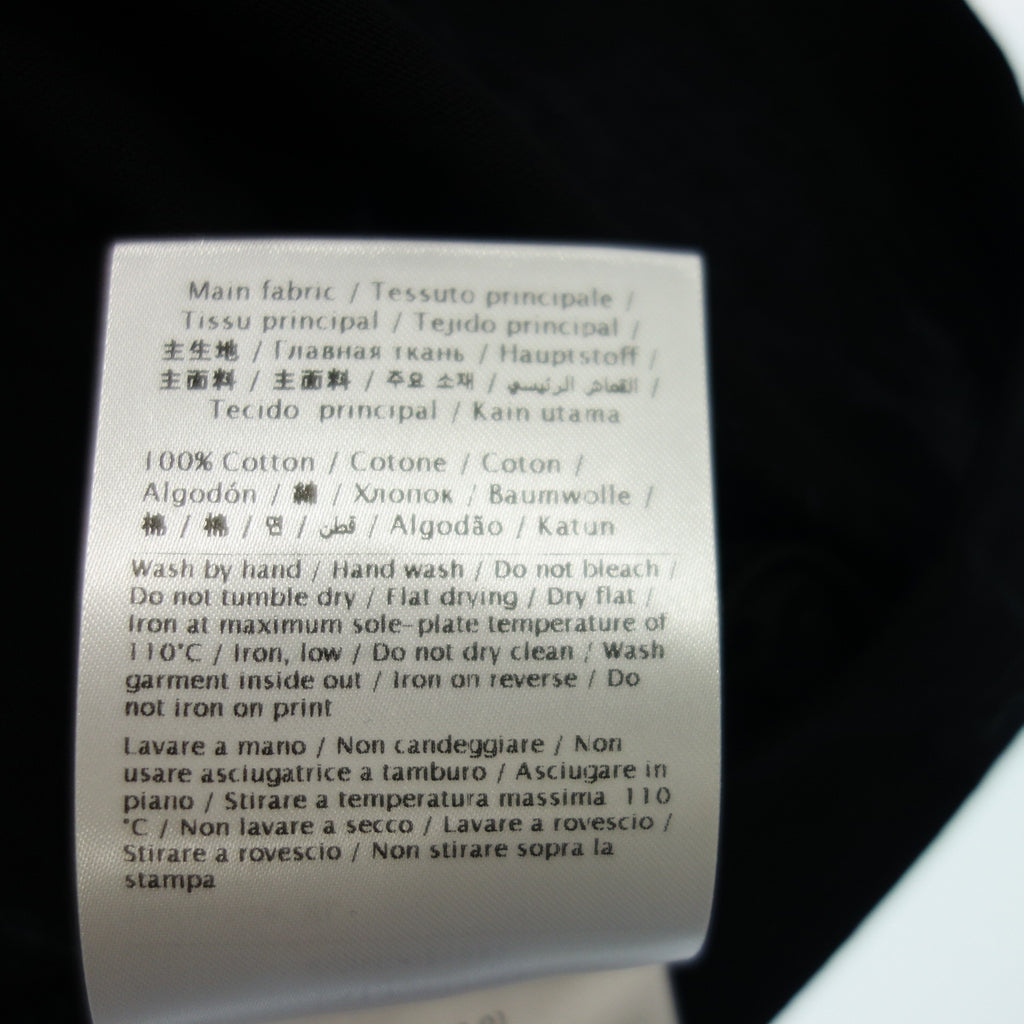 Main fabric / Tessuto principale /
Tissu principal / Tejido principal /
主生地 / Главная ткань / Hauptstoff /
主面料 / 主面料 / 주요 소재 / القماش الرئيسي /
Tecido principal / Kain utama
100% Cotton / Cotone / Coton /
Algodón / 綿 / Хлопок / Baumwolle /
棉 / 棉 / 면 / قطن / Algodão / Katun
Wash by hand / Hand wash / Do not bleach /
Do not tumble dry / Flat drying / Dry flat /
Iron at maximum sole-plate temperature of
110°C / Iron, low / Do not dry clean / Wash
garment inside out / Iron on reverse / Do
not iron on print
Lavare a mano / Non candeggiare / Non
usare asciugatrice a tamburo / Asciugare in
piano / Stirare a temperatura massima 110
°C / Non lavare a secco / Lavare a rovescio /
Stirare a rovescio / Non stirare sopra la
stampa